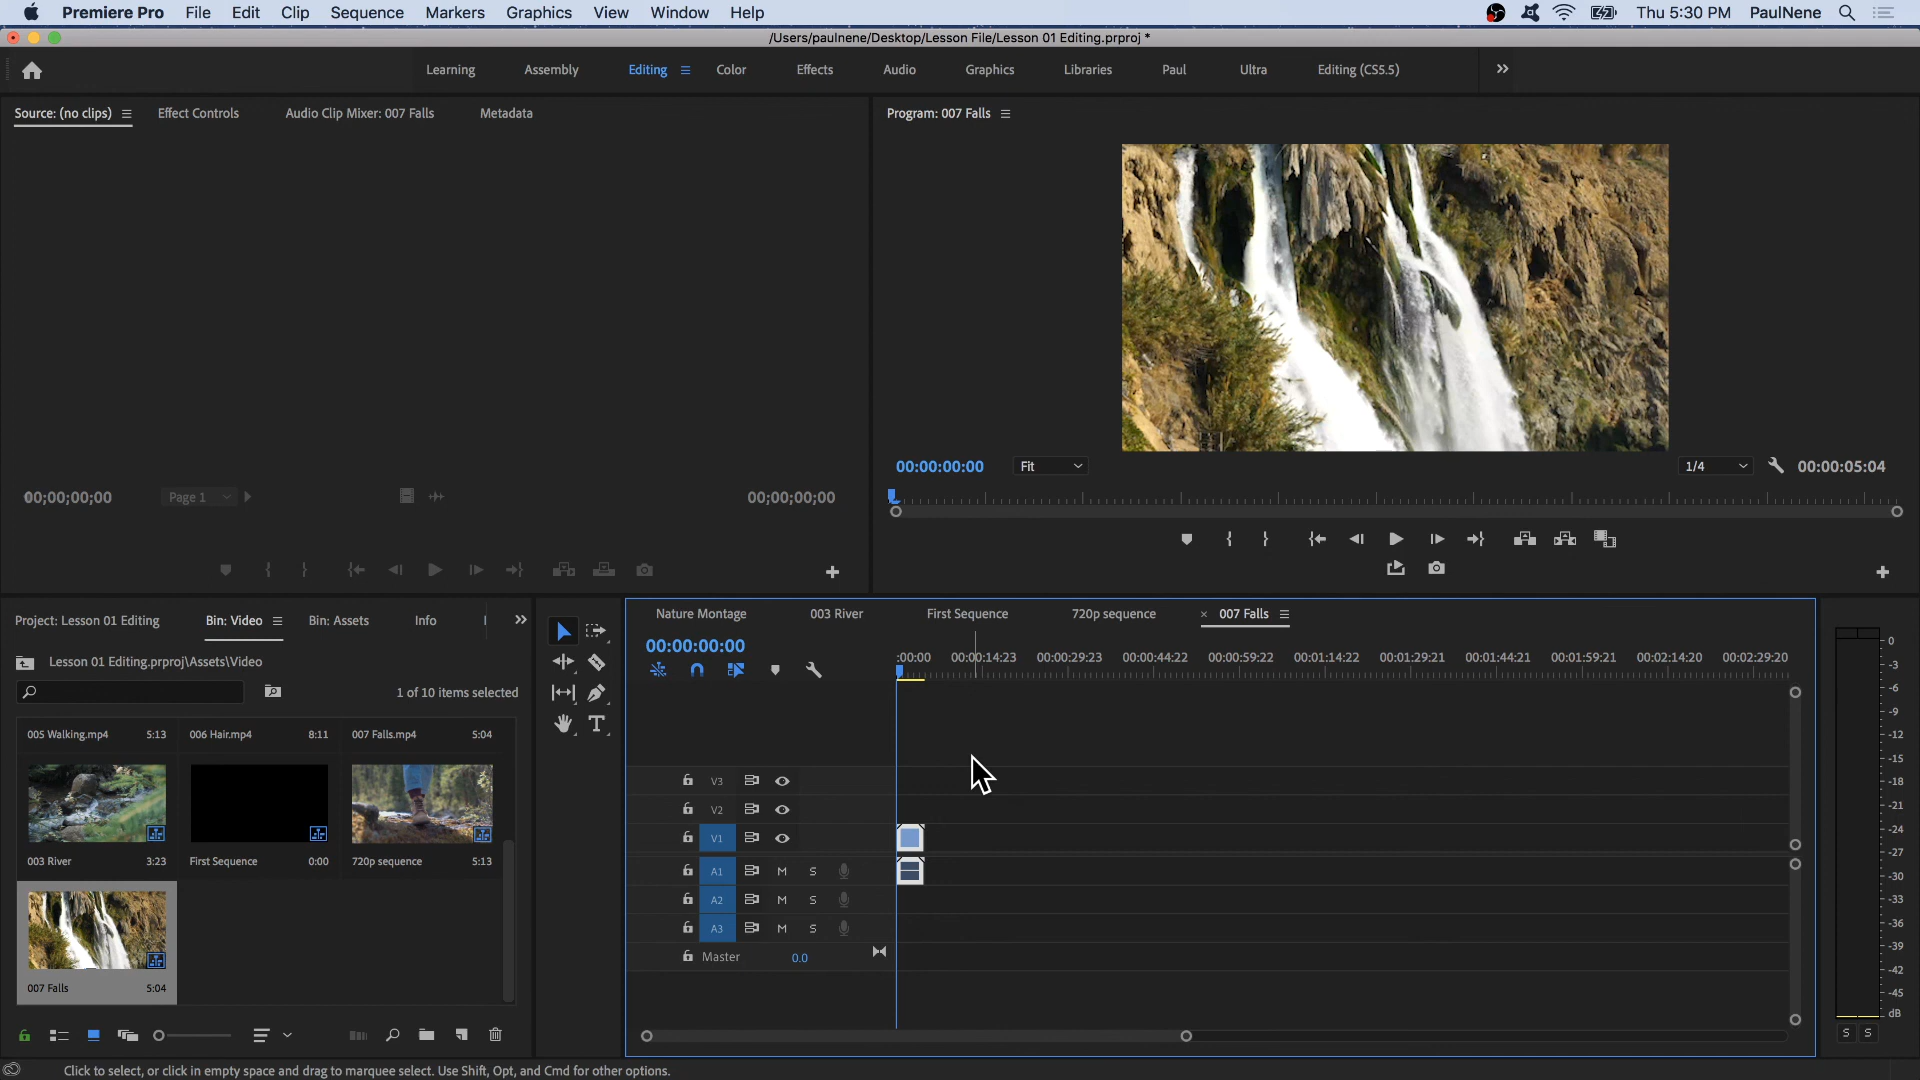 Premiere Pro File Edit Clip Sequence Markers Graphics View Window Help Thu 5:30 PM PaulNene
/Users/paulnene/Desktop/Lesson File/Lesson 01 Editing.prproj *
Learning Assembly Editing Color Effects Audio Graphics Libraries Paul Ultra Editing (CS5.5)
Source: (no clips) Effect Controls Audio Clip Mixer: 007 Falls Metadata
Program: 007 Falls
00:00:00:00 Fit 1/4 00:00:05:04
00;00;00;00 Page 1 00;00;00;00
Project: Lesson 01 Editing Bin: Video Bin: Assets Info
Lesson 01 Editing.prproj\Assets\Video
1 of 10 items selected
005 Walking.mp4 5:13 006 Hair.mp4 8:11 007 Falls.mp4 5:04
003 River 3:23 First Sequence 0:00 720p sequence 5:13
007 Falls 5:04
Nature Montage 003 River First Sequence 720p sequence × 007 Falls
00:00:00:00
:00:00 00:00:14:23 00:00:29:23 00:00:44:22 00:00:59:22 00:01:14:22 00:01:29:21 00:01:44:21 00:01:59:21 00:02:14:20 00:02:29:20
V3
V2
V1
A1 M S
A2 M S
A3 M S
Master 0.0
0
-3
-6
-9
-12
-15
-18
-21
-24
-27
-30
-33
-36
-39
-42
-45
dB
S S
Click to select, or click in empty space and drag to marquee select. Use Shift, Opt, and Cmd for other options.